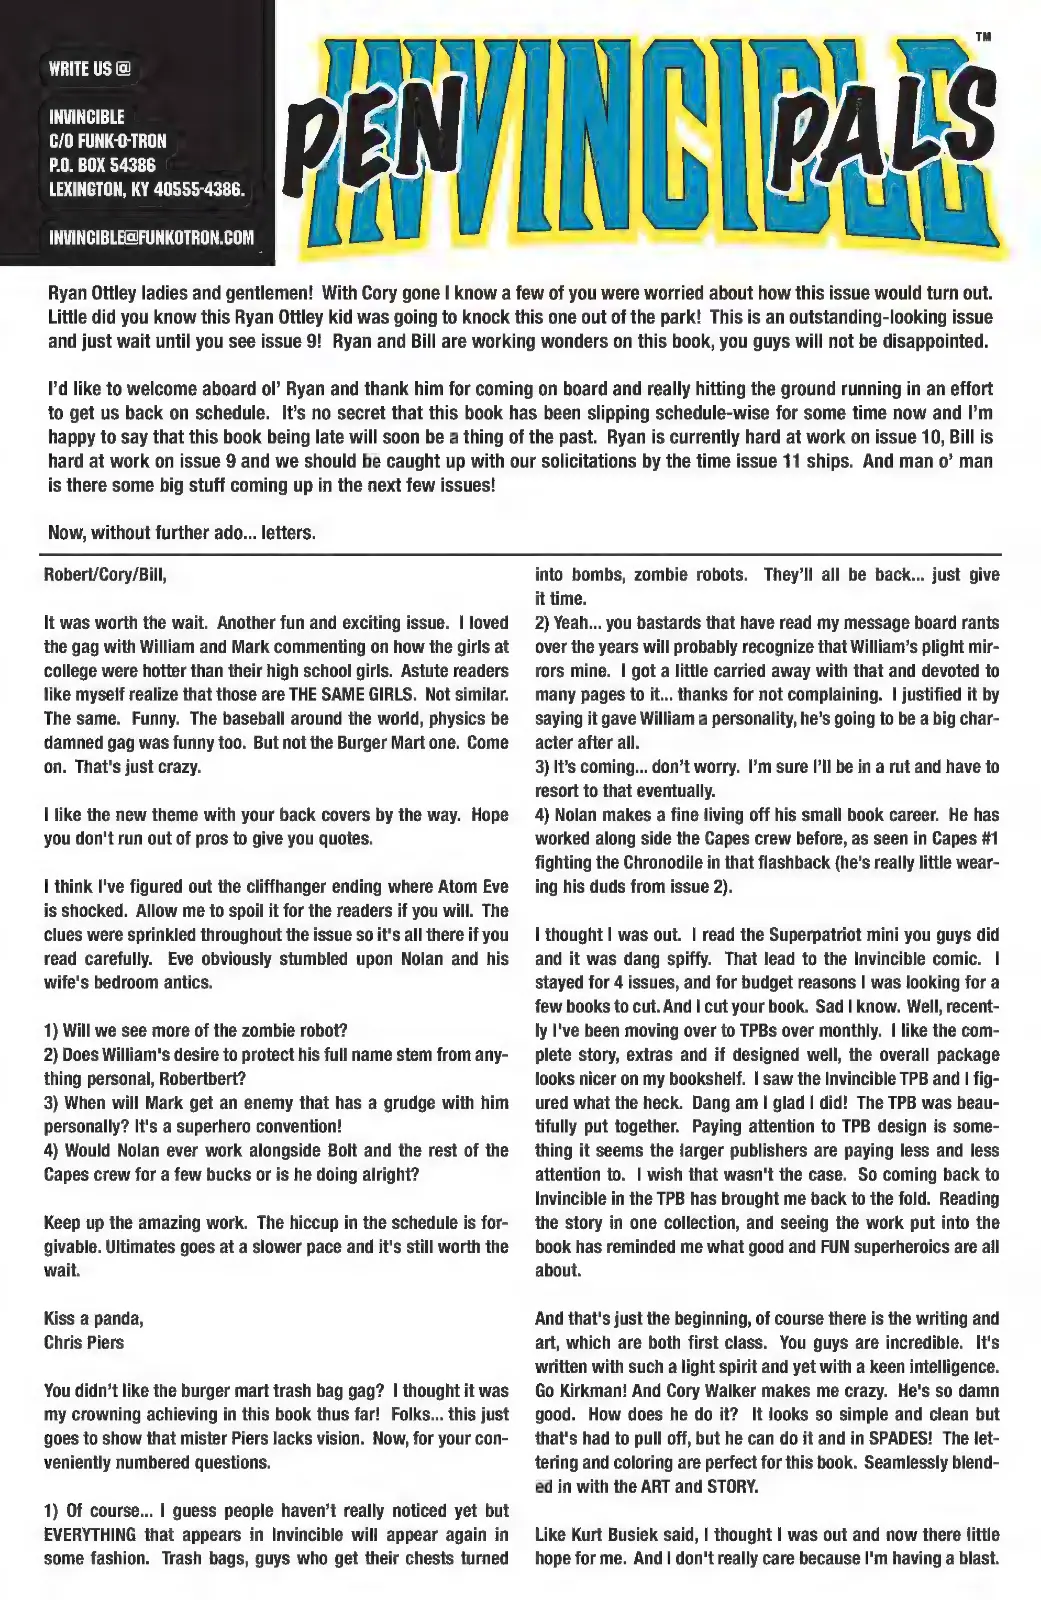 WRITE US @
INVINCIBLE
C/O FUNK-O-TRON
P.O. BOX 54386
LEXINGTON, KY 40555-4386.
INVINCIBLE@FUNKOTRON.COM
INVINCIBLE TM
PEN PALS
Ryan Ottley ladies and gentlemen! With Cory gone I know a few of you were worried about how this issue would turn out.
Little did you know this Ryan Ottley kid was going to knock this one out of the park! This is an outstanding-looking issue
and just wait until you see issue 9! Ryan and Bill are working wonders on this book, you guys will not be disappointed.
I'd like to welcome aboard ol' Ryan and thank him for coming on board and really hitting the ground running in an effort
to get us back on schedule. It's no secret that this book has been slipping schedule-wise for some time now and I'm
happy to say that this book being late will soon be a thing of the past. Ryan is currently hard at work on issue 10, Bill is
hard at work on issue 9 and we should be caught up with our solicitations by the time issue 11 ships. And man o' man
is there some big stuff coming up in the next few issues!
Now, without further ado... letters.
Robert/Cory/Bill,
It was worth the wait. Another fun and exciting issue. I loved
the gag with William and Mark commenting on how the girls at
college were hotter than their high school girls. Astute readers
like myself realize that those are THE SAME GIRLS. Not similar.
The same. Funny. The baseball around the world, physics be
damned gag was funny too. But not the Burger Mart one. Come
on. That's just crazy.
I like the new theme with your back covers by the way. Hope
you don't run out of pros to give you quotes.
I think I've figured out the cliffhanger ending where Atom Eve
is shocked. Allow me to spoil it for the readers if you will. The
clues were sprinkled throughout the issue so it's all there if you
read carefully. Eve obviously stumbled upon Nolan and his
wife's bedroom antics.
1) Will we see more of the zombie robot?
2) Does William's desire to protect his full name stem from any-
thing personal, Robertbert?
3) When will Mark get an enemy that has a grudge with him
personally? It's a superhero convention!
4) Would Nolan ever work alongside Bolt and the rest of the
Capes crew for a few bucks or is he doing alright?
Keep up the amazing work. The hiccup in the schedule is for-
givable. Ultimates goes at a slower pace and it's still worth the
wait.
Kiss a panda,
Chris Piers
You didn't like the burger mart trash bag gag? I thought it was
my crowning achieving in this book thus far! Folks... this just
goes to show that mister Piers lacks vision. Now, for your con-
veniently numbered questions.
1) Of course... I guess people haven't really noticed yet but
EVERYTHING that appears in Invincible will appear again in
some fashion. Trash bags, guys who get their chests turned
into bombs, zombie robots. They'll all be back... just give
it time.
2) Yeah... you bastards that have read my message board rants
over the years will probably recognize that William's plight mir-
rors mine. I got a little carried away with that and devoted to
many pages to it... thanks for not complaining. I justified it by
saying it gave William a personality, he's going to be a big char-
acter after all.
3) It's coming... don't worry. I'm sure I'll be in a rut and have to
resort to that eventually.
4) Nolan makes a fine living off his small book career. He has
worked along side the Capes crew before, as seen in Capes #1
fighting the Chronodile in that flashback (he's really little wear-
ing his duds from issue 2).
I thought I was out. I read the Superpatriot mini you guys did
and it was dang spiffy. That lead to the Invincible comic. I
stayed for 4 issues, and for budget reasons I was looking for a
few books to cut. And I cut your book. Sad I know. Well, recent-
ly I've been moving over to TPBs over monthly. I like the com-
plete story, extras and if designed well, the overall package
looks nicer on my bookshelf. I saw the Invincible TPB and I fig-
ured what the heck. Dang am I glad I did! The TPB was beau-
tifully put together. Paying attention to TPB design is some-
thing it seems the larger publishers are paying less and less
attention to. I wish that wasn't the case. So coming back to
Invincible in the TPB has brought me back to the fold. Reading
the story in one collection, and seeing the work put into the
book has reminded me what good and FUN superheroics are all
about.
And that's just the beginning, of course there is the writing and
art, which are both first class. You guys are incredible. It's
written with such a light spirit and yet with a keen intelligence.
Go Kirkman! And Cory Walker makes me crazy. He's so damn
good. How does he do it? It looks so simple and clean but
that's had to pull off, but he can do it and in SPADES! The let-
tering and coloring are perfect for this book. Seamlessly blend-
ed in with the ART and STORY.
Like Kurt Busiek said, I thought I was out and now there little
hope for me. And I don't really care because I'm having a blast.